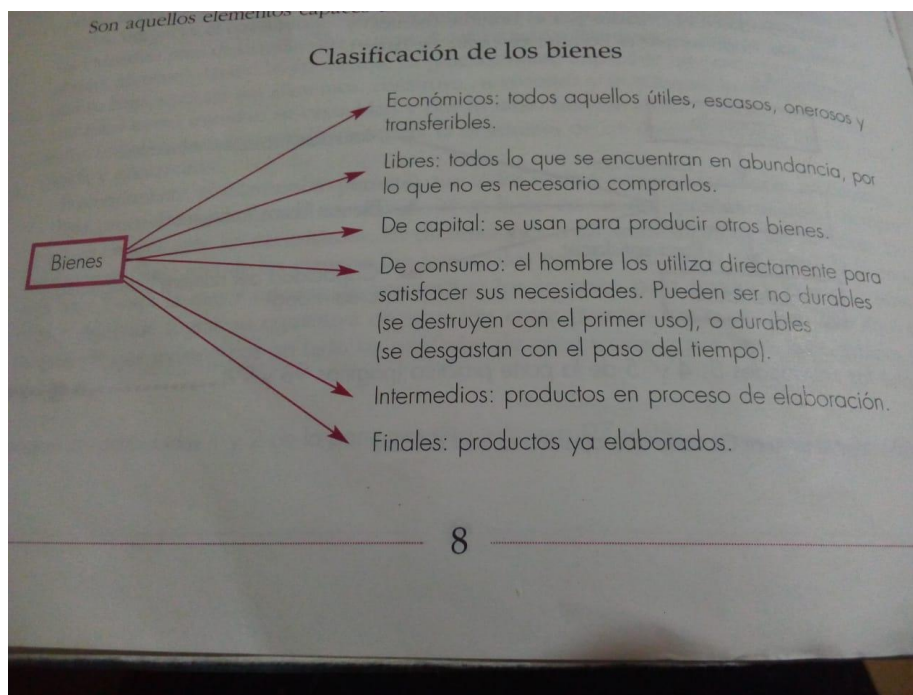 Son aquellos elementos capaces
Clasificación de los bienes
Económicos: todos aquellos útiles, escasos, onerosos y
transferibles.
Libres: todos lo que se encuentran en abundancia, por
lo que no es necesario comprarlos.
De capital: se usan para producir otros bienes.
Bienes
De consumo: el hombre los utiliza directamente para
satisfacer sus necesidades. Pueden ser no durables
(se destruyen con el primer uso), o durables
(se desgastan con el paso del tiempo).
Intermedios: productos en proceso de elaboración.
Finales: productos ya elaborados.
8